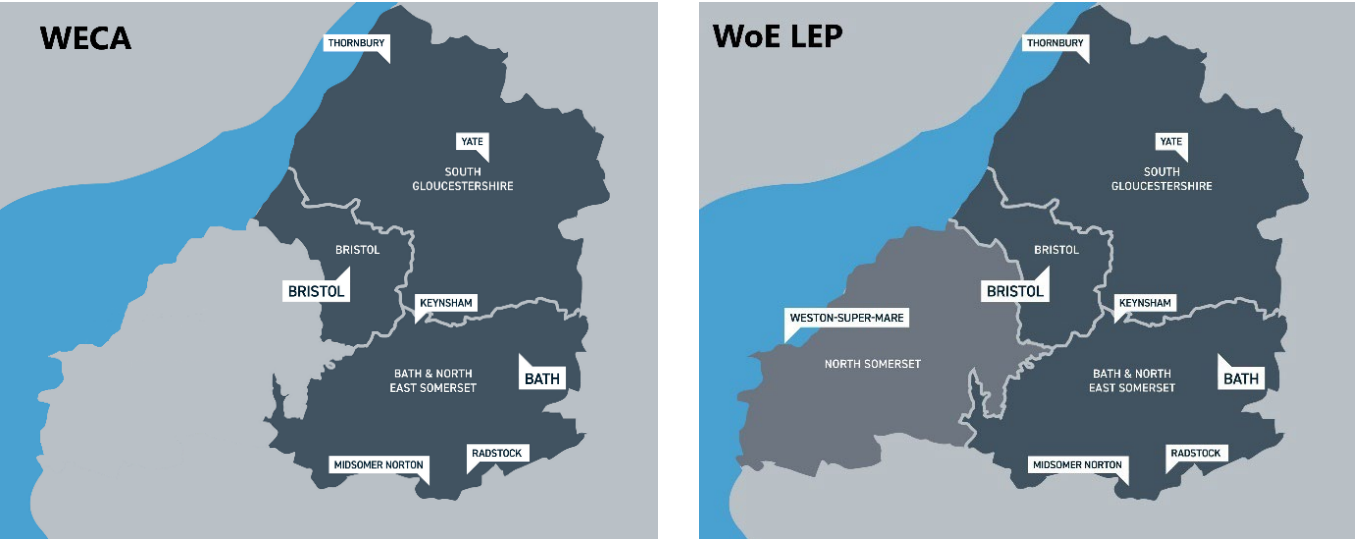 WECA
THORNBURY
YATE
SOUTH
GLOUCESTERSHIRE
BRISTOL
BRISTOL
KEYNSHAM
BATH & NORTH
EAST SOMERSET
BATH
RADSTOCK
MIDSOMER NORTON
WoE LEP
THORNBURY
YATE
SOUTH
GLOUCESTERSHIRE
BRISTOL
BRISTOL
KEYNSHAM
WESTON-SUPER-MARE
NORTH SOMERSET
BATH & NORTH
EAST SOMERSET
BATH
RADSTOCK
MIDSOMER NORTON